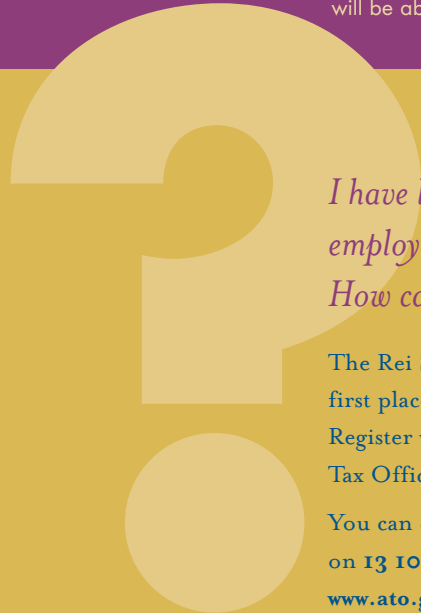 will be ab
I have l
employ
How co
The Rei
first plac
Register
Tax Offic
You can
on 13 10
www.ato.g